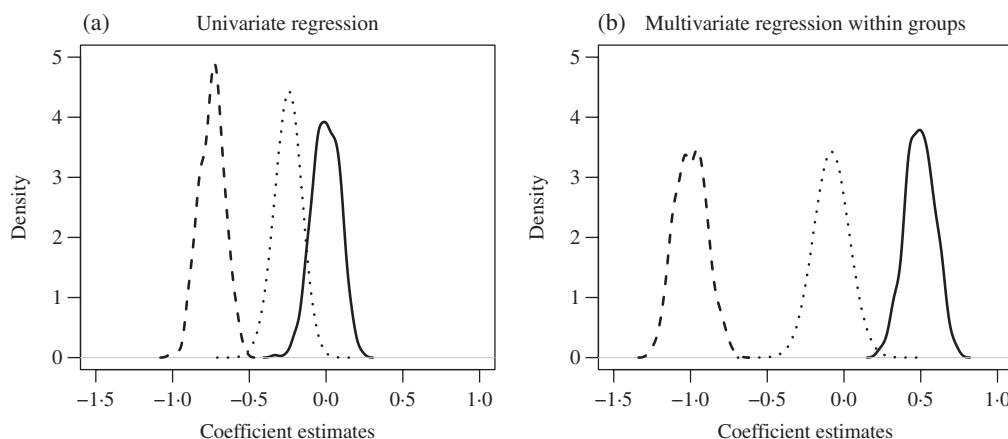 (a) Univariate regression
5
4
3
2
1
0
Density
−1·5 −1·0 −0·5 0·0 0·5 1·0
Coefficient estimates
(b) Multivariate regression within groups
5
4
3
2
1
0
Density
−1·5 −1·0 −0·5 0·0 0·5 1·0
Coefficient estimates